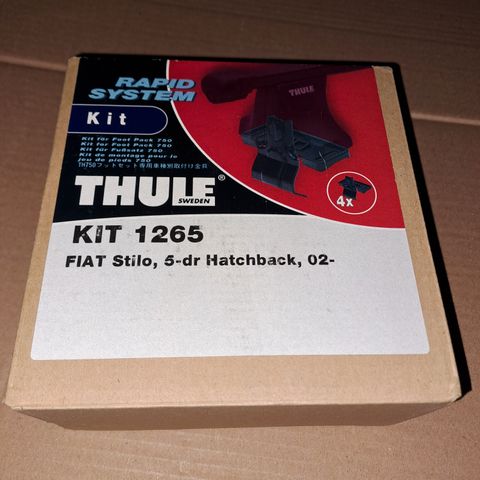 RAPID
SYSTEM
Kit
THULE
Kit für Foot Pack 750
Kit for Foot Pack 750
Kit für Fußsatz 750
Kit de montage pour le
jeu de pieds 750
THULE
SWEDEN
4x
KIT 1265
FIAT Stilo, 5-dr Hatchback, 02-